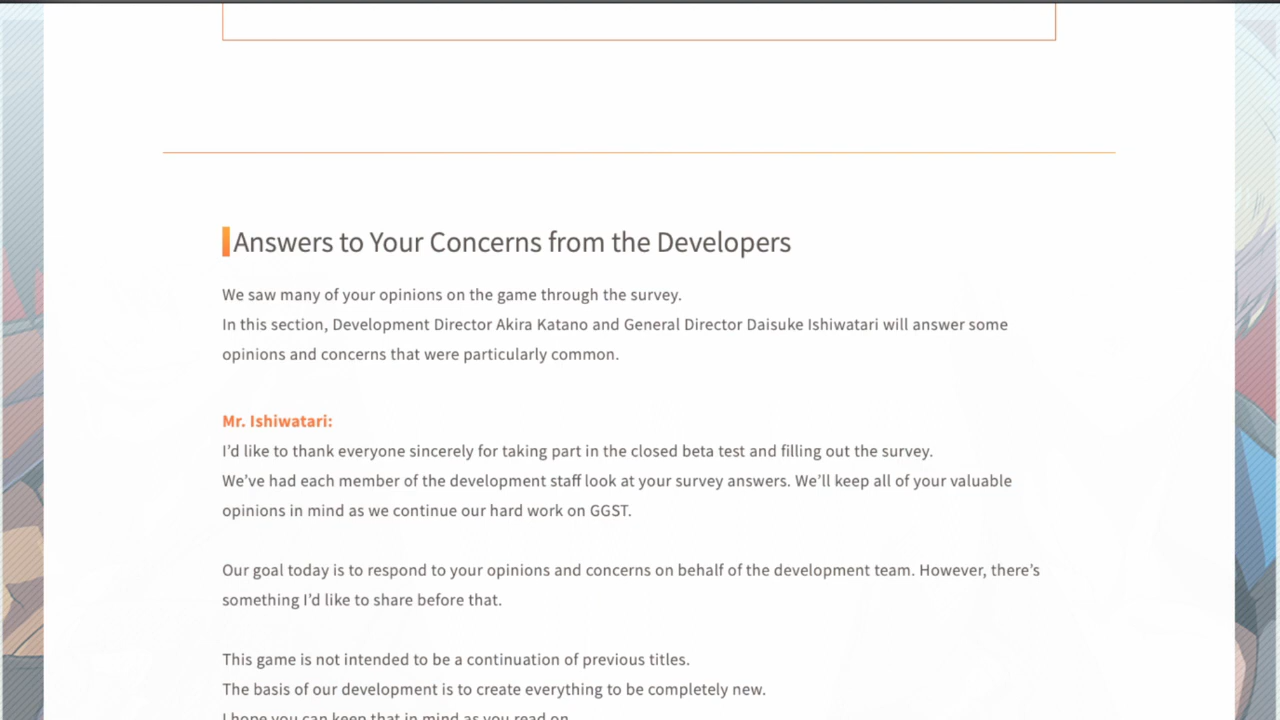 Answers to Your Concerns from the Developers
We saw many of your opinions on the game through the survey.
In this section, Development Director Akira Katano and General Director Daisuke Ishiwatari will answer some
opinions and concerns that were particularly common.
Mr. Ishiwatari:
I'd like to thank everyone sincerely for taking part in the closed beta test and filling out the survey.
We've had each member of the development staff look at your survey answers. We'll keep all of your valuable
opinions in mind as we continue our hard work on GGST.
Our goal today is to respond to your opinions and concerns on behalf of the development team. However, there's
something I'd like to share before that.
This game is not intended to be a continuation of previous titles.
The basis of our development is to create everything to be completely new.
I hope you can keep that in mind as you read on.